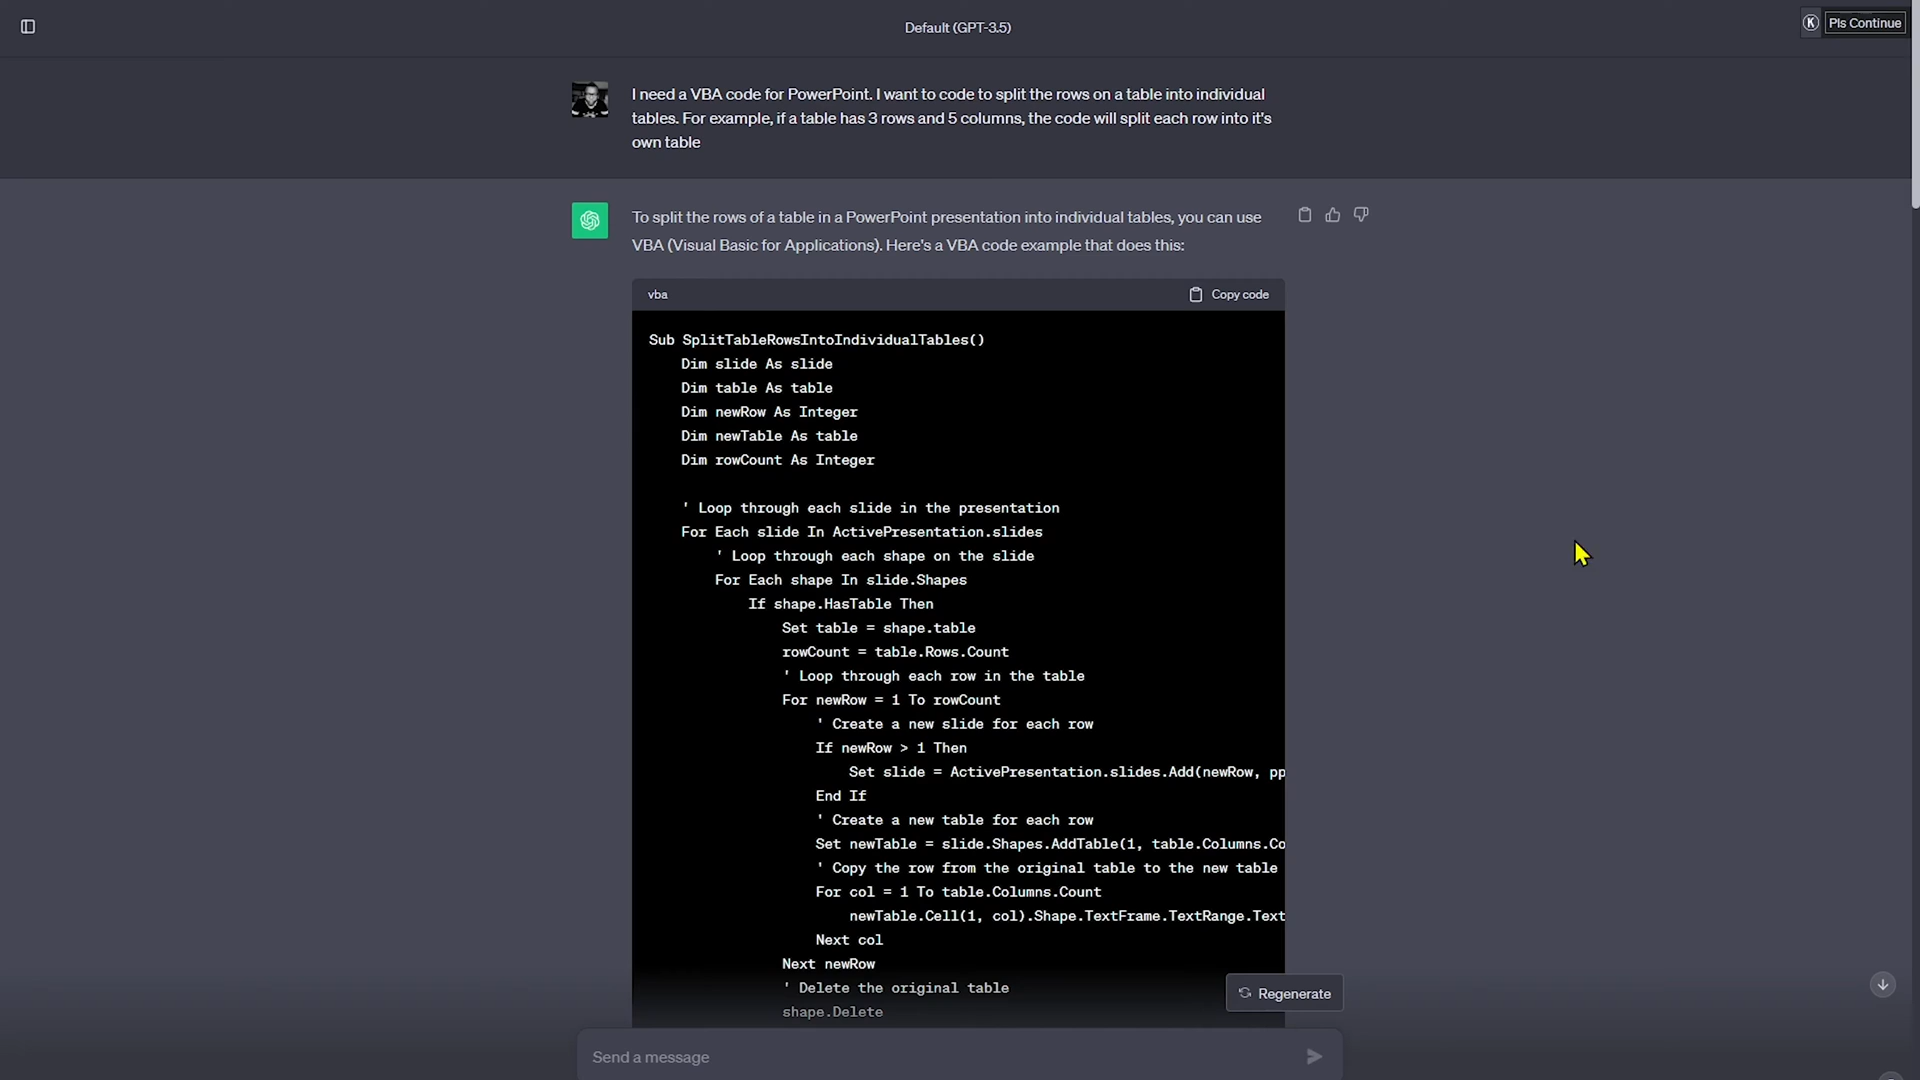 Default (GPT-3.5)
K Pls Continue
I need a VBA code for PowerPoint. I want to code to split the rows on a table into individual
tables. For example, if a table has 3 rows and 5 columns, the code will split each row into it's
own table
To split the rows of a table in a PowerPoint presentation into individual tables, you can use
VBA (Visual Basic for Applications). Here's a VBA code example that does this:
vba
Copy code
Sub SplitTableRowsIntoIndividualTables()
Dim slide As slide
Dim table As table
Dim newRow As Integer
Dim newTable As table
Dim rowCount As Integer
' Loop through each slide in the presentation
For Each slide In ActivePresentation.slides
' Loop through each shape on the slide
For Each shape In slide.Shapes
If shape.HasTable Then
Set table = shape.table
rowCount = table.Rows.Count
' Loop through each row in the table
For newRow = 1 To rowCount
' Create a new slide for each row
If newRow > 1 Then
Set slide = ActivePresentation.slides.Add(newRow, pp
End If
' Create a new table for each row
Set newTable = slide.Shapes.AddTable(1, table.Columns.Co
' Copy the row from the original table to the new table
For col = 1 To table.Columns.Count
newTable.Cell(1, col).Shape.TextFrame.TextRange.Text
Next col
Next newRow
' Delete the original table
shape.Delete
Regenerate
Send a message